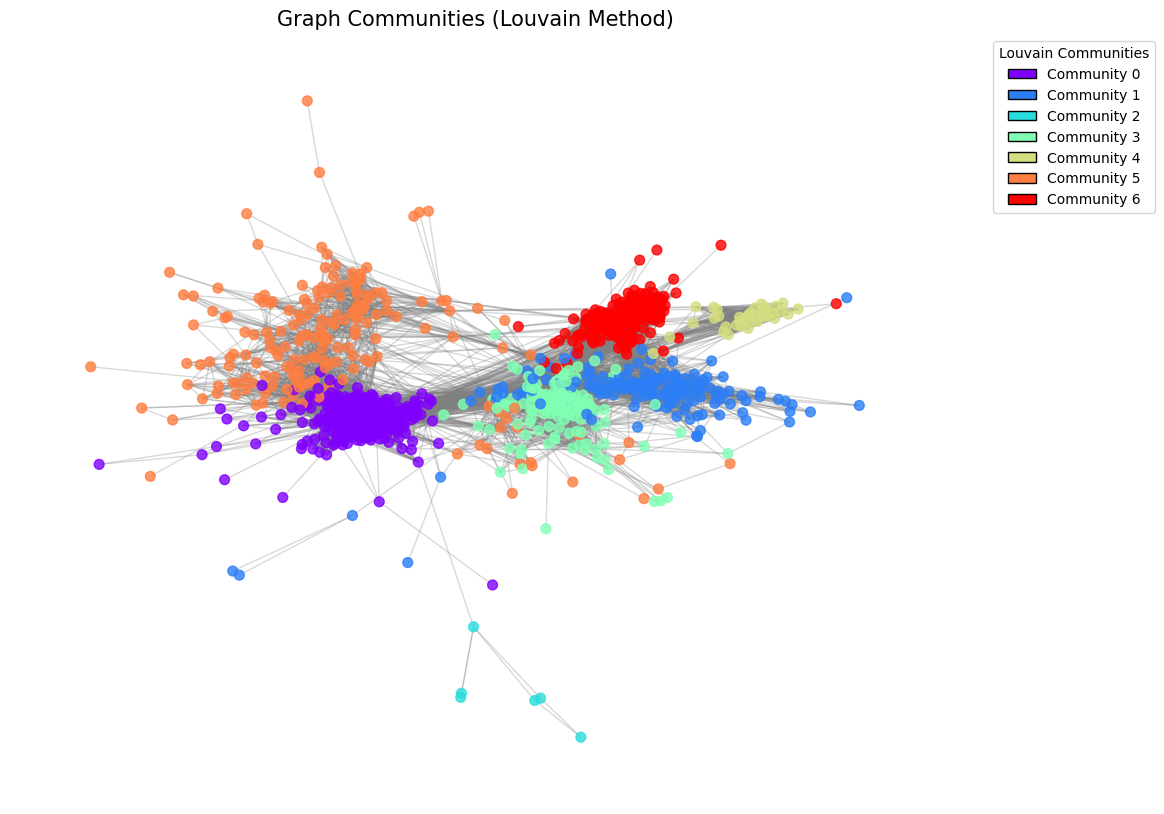 Graph Communities (Louvain Method)
Louvain Communities
Community 0
Community 1
Community 2
Community 3
Community 4
Community 5
Community 6